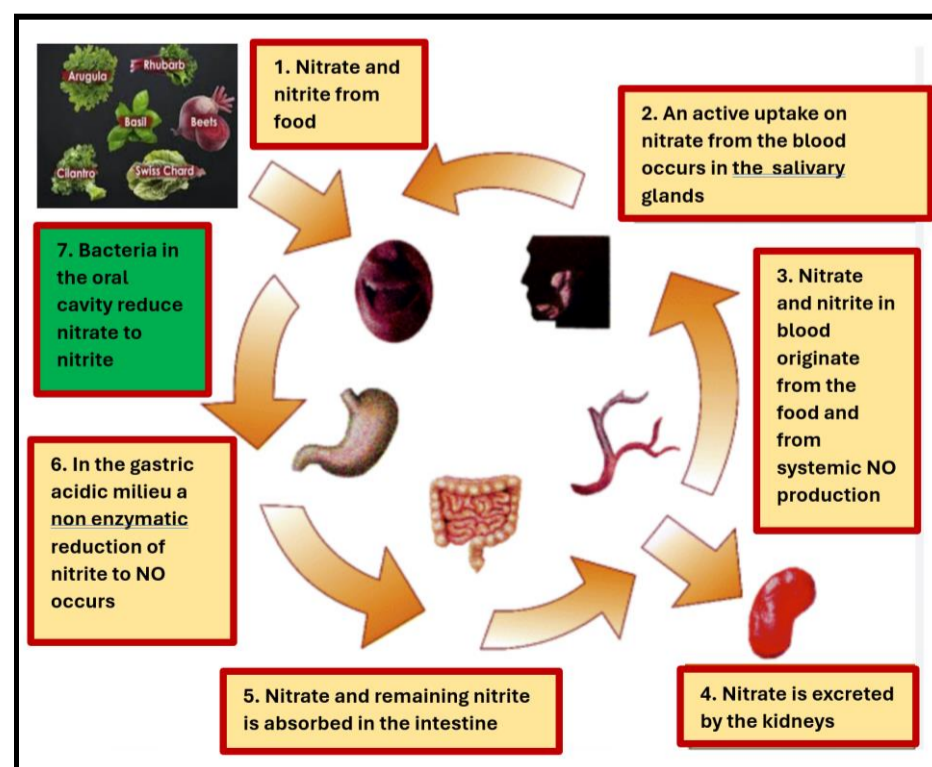 Arugula
Rhubarb
Basil
Beets
Cilantro
Swiss Chard
1. Nitrate and
nitrite from
food
2. An active uptake on
nitrate from the blood
occurs in the salivary
glands
7. Bacteria in
the oral
cavity reduce
nitrate to
nitrite
3. Nitrate
and nitrite in
blood
originate
from the
food and
from
systemic NO
production
6. In the gastric
acidic milieu a
non enzymatic
reduction of
nitrite to NO
occurs
5. Nitrate and remaining nitrite
is absorbed in the intestine
4. Nitrate is excreted
by the kidneys